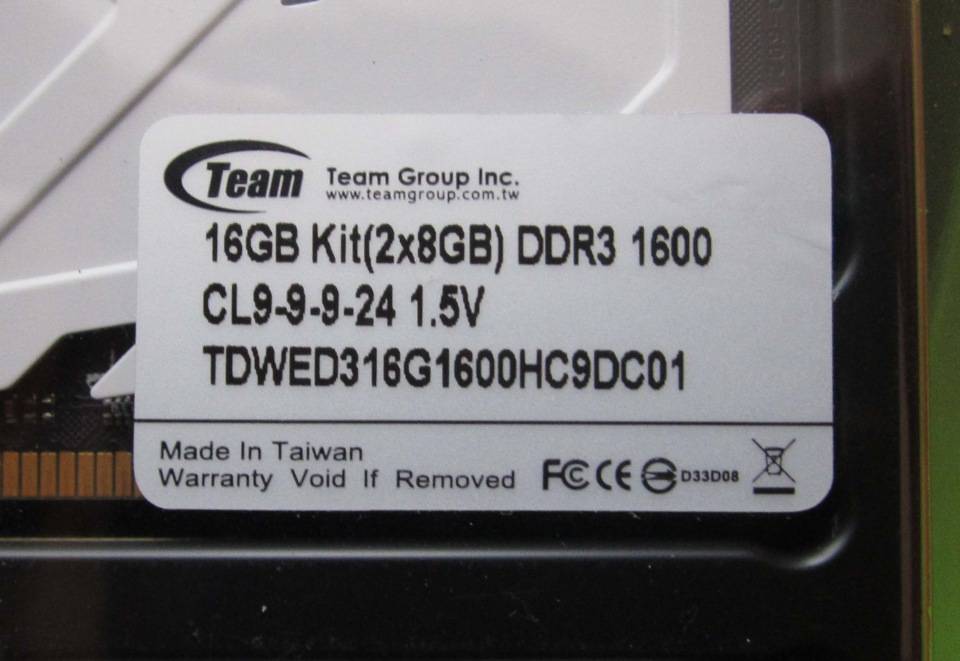 Team Team Group Inc.
www.teamgroup.com.tw
16GB Kit(2x8GB) DDR3 1600
CL9-9-9-24 1.5V
TDWED316G1600HC9DC01
Made In Taiwan
Warranty Void If Removed FC CE D33D08